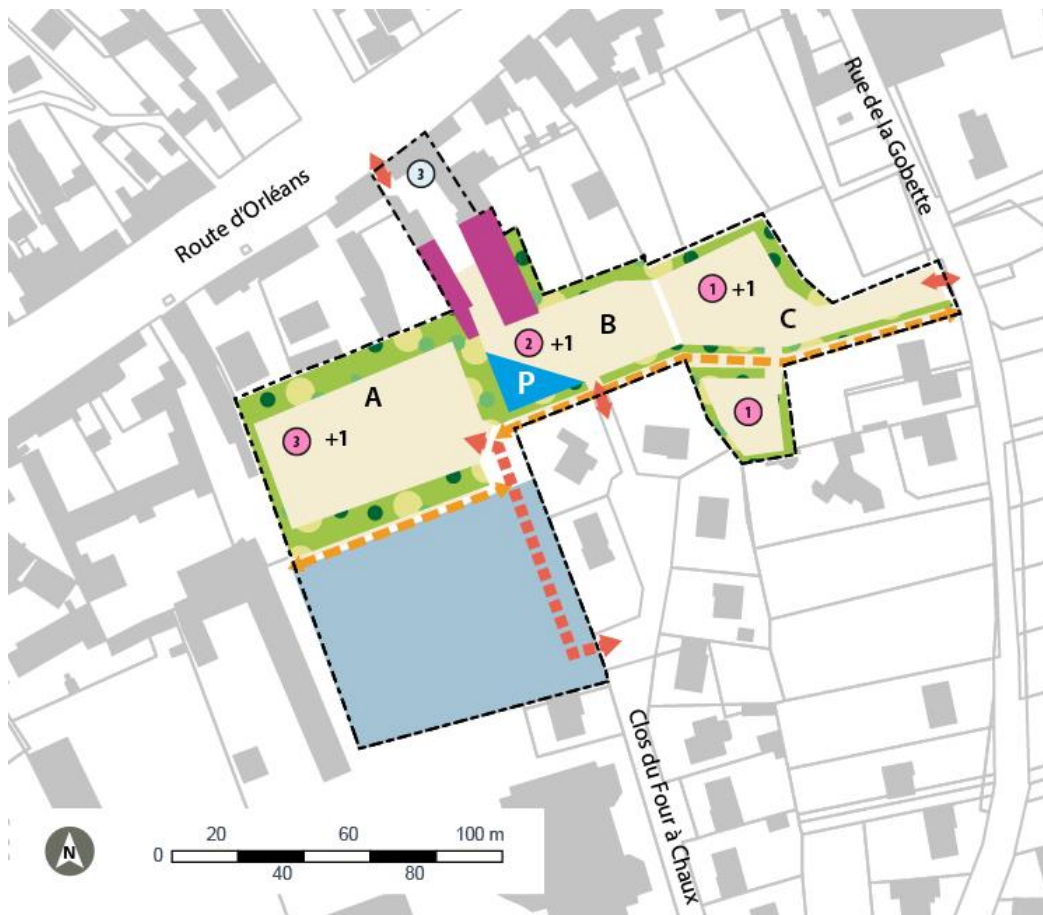 Rue de la Gobette
Route d'Orléans
3
1 +1
C
B
2 +1
P
A
3 +1
1
Clos du Four à Chaux
N
20 60 100 m
0
40 80